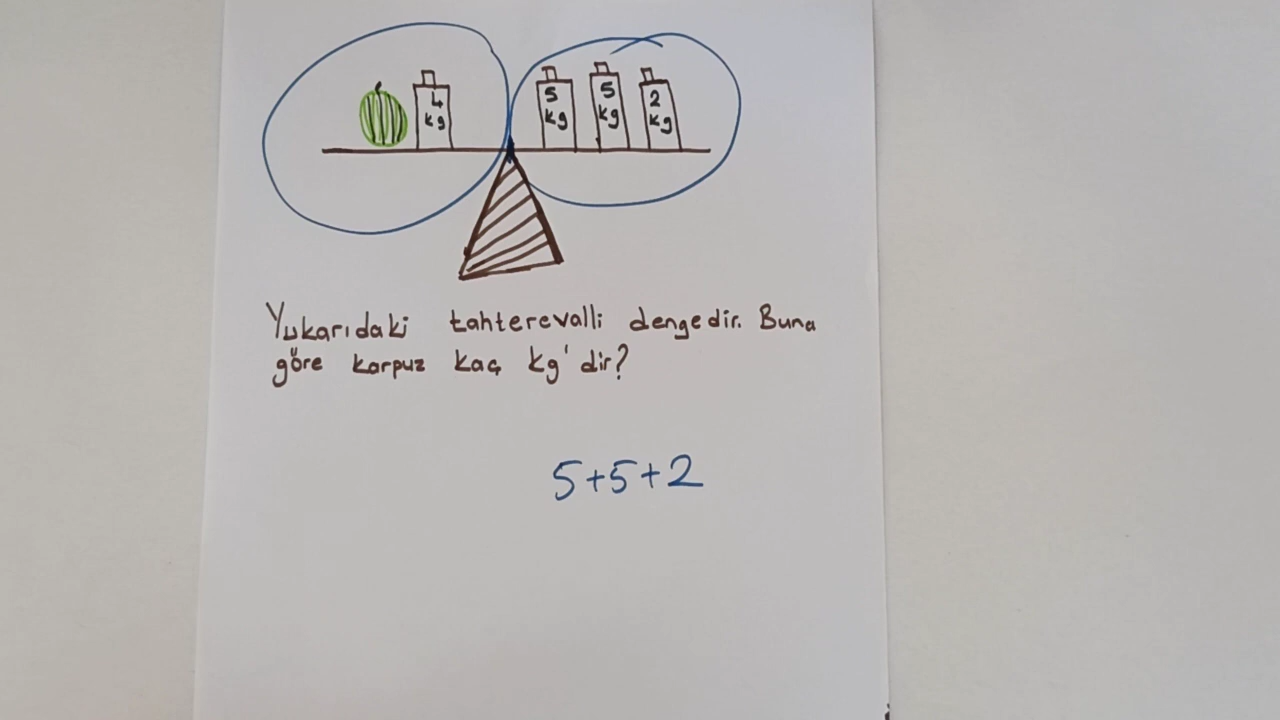 4 kg
5 kg
5 kg
2 kg
Yukarıdaki tahterevalli dengedir. Buna
göre karpuz kaç kg'dir?
5+5+2